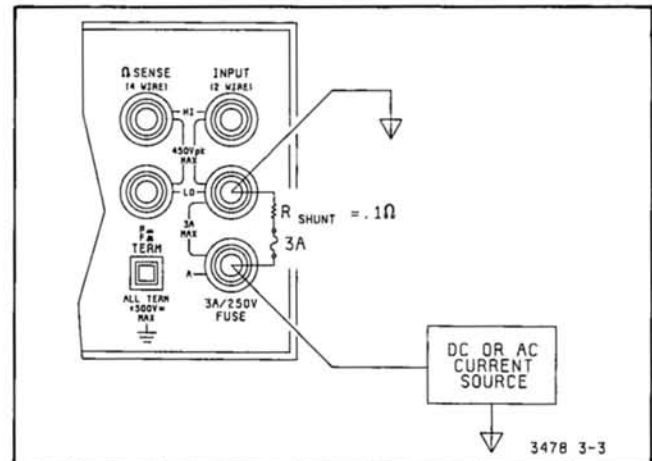 Ω SENSE
(4 WIRE)
INPUT
(2 WIRE)
HI
450Vpk
MAX
LO
R SHUNT = .1Ω
3A
MAX
3A
TERM
A
ALL TERM
±500V=
MAX
3A/250V
FUSE
DC OR AC
CURRENT
SOURCE
3478 3-3